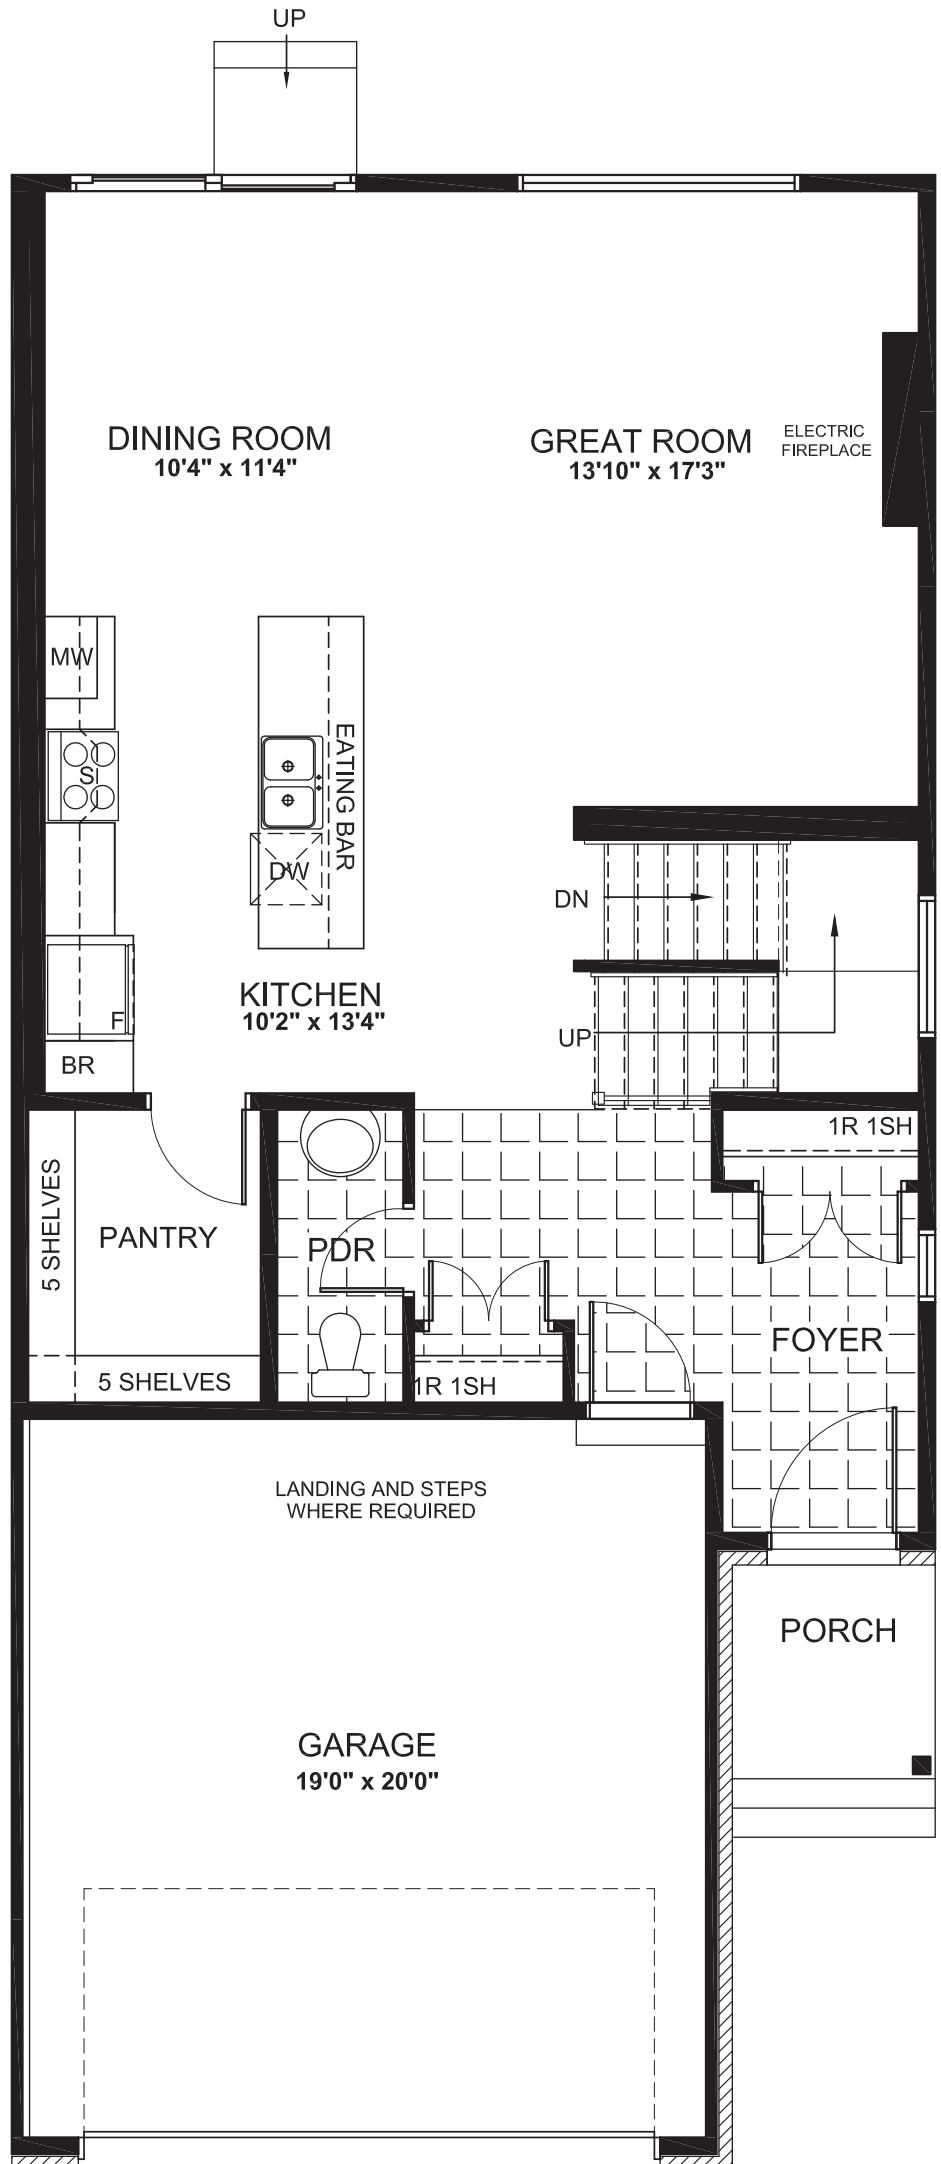 UP
DINING ROOM
10'4" x 11'4"
GREAT ROOM
13'10" x 17'3"
ELECTRIC
FIREPLACE
MW
S
EATING BAR
DW
DN
F
KITCHEN
10'2" x 13'4"
UP
BR
1R 1SH
5 SHELVES
PANTRY
PDR
FOYER
5 SHELVES
1R 1SH
LANDING AND STEPS
WHERE REQUIRED
PORCH
GARAGE
19'0" x 20'0"